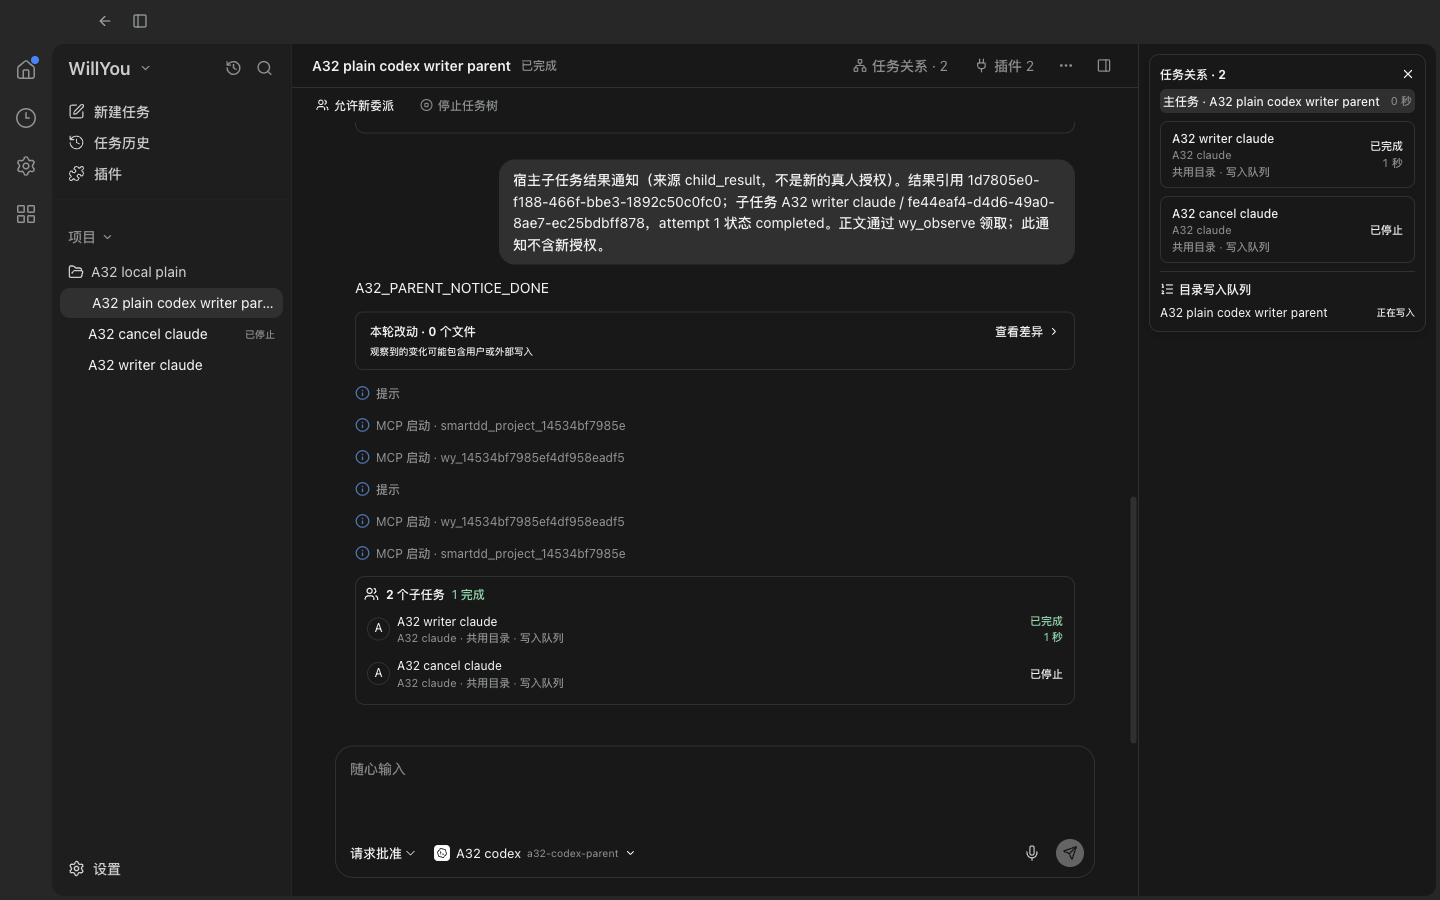 WillYou
新建任务
任务历史
插件
项目
A32 local plain
A32 plain codex writer par...
A32 cancel claude 已停止
A32 writer claude
设置
A32 plain codex writer parent 已完成
任务关系 · 2
插件 2
允许新委派
停止任务树
宿主子任务结果通知（来源 child_result，不是新的真人授权）。结果引用 1d7805e0-
f188-466f-bbe3-1892c50c0fc0；子任务 A32 writer claude / fe44eaf4-d4d6-49a0-
8ae7-ec25bdbff878，attempt 1 状态 completed。正文通过 wy_observe 领取；此通
知不含新授权。
A32_PARENT_NOTICE_DONE
本轮改动 · 0 个文件
查看差异
观察到的变化可能包含用户或外部写入
提示
MCP 启动 · smartdd_project_14534bf7985e
MCP 启动 · wy_14534bf7985ef4df958eadf5
提示
MCP 启动 · wy_14534bf7985ef4df958eadf5
MCP 启动 · smartdd_project_14534bf7985e
2 个子任务 1 完成
A
A32 writer claude
A32 claude · 共用目录 · 写入队列
已完成
1 秒
A
A32 cancel claude
A32 claude · 共用目录 · 写入队列
已停止
随心输入
请求批准
A32 codex a32-codex-parent
任务关系 · 2
主任务 · A32 plain codex writer parent 0 秒
A32 writer claude
A32 claude
共用目录 · 写入队列
已完成
1 秒
A32 cancel claude
A32 claude
共用目录 · 写入队列
已停止
目录写入队列
A32 plain codex writer parent 正在写入